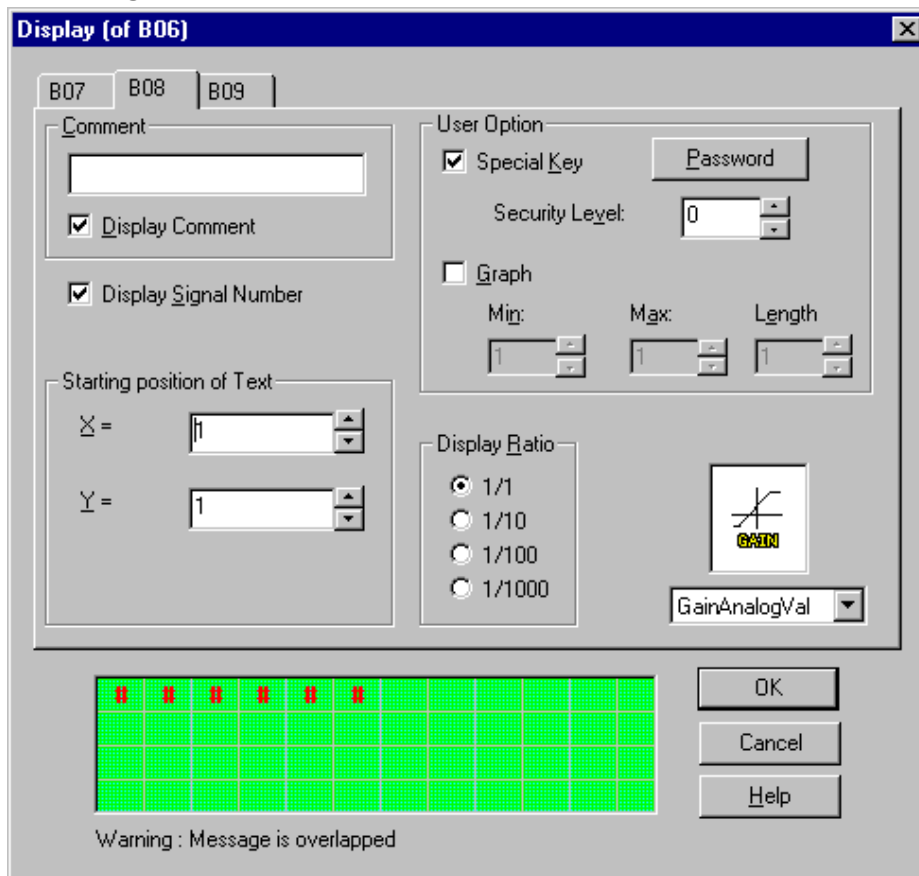 Display (of B06)
B07 B08 B09
Comment
Display Comment
Display Signal Number
Starting position of Text
X = 1
Y = 1
User Option
Special Key Password
Security Level: 0
Graph
Min: Max: Length
1 1 1
Display Ratio
1/1
1/10
1/100
1/1000
GAIN
GainAnalogVal
# # # # # #
OK
Cancel
Help
Warning : Message is overlapped